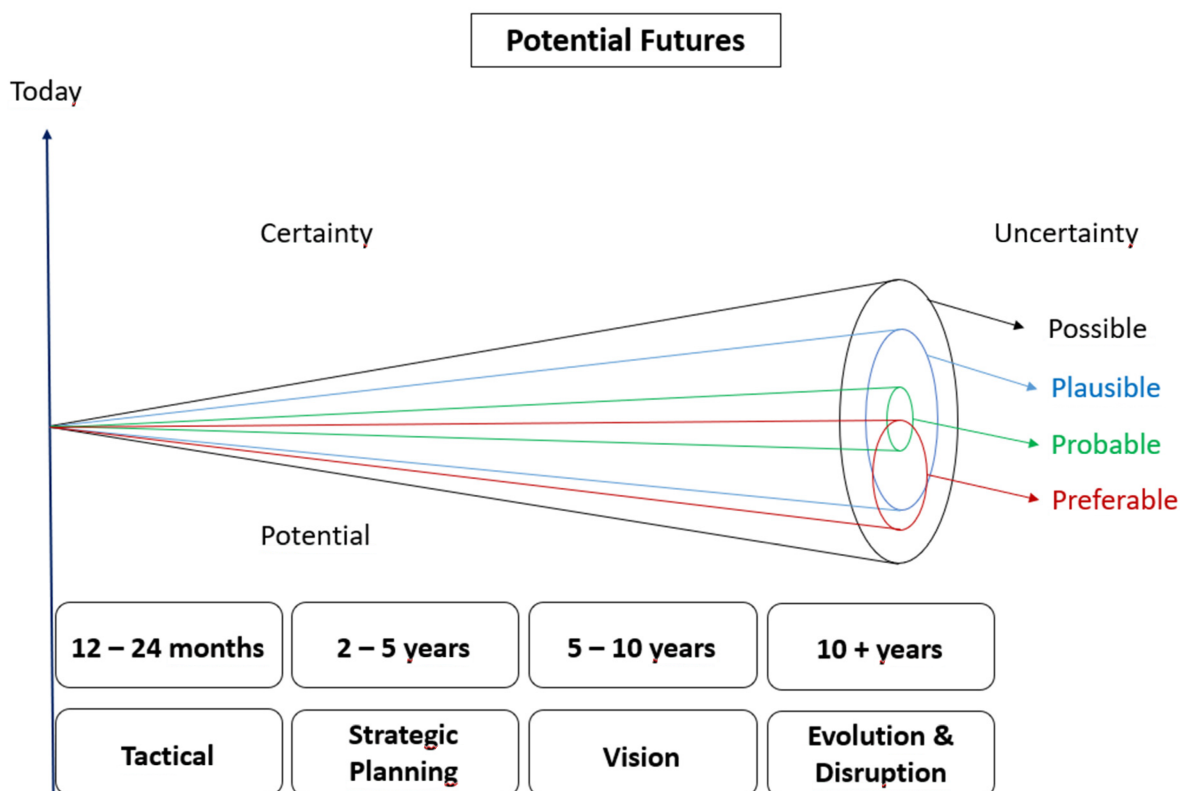 Potential Futures
Today
Certainty
Uncertainty
Possible
Plausible
Probable
Preferable
Potential
12 – 24 months
2 – 5 years
5 – 10 years
10 + years
Tactical
Strategic
Planning
Vision
Evolution &
Disruption